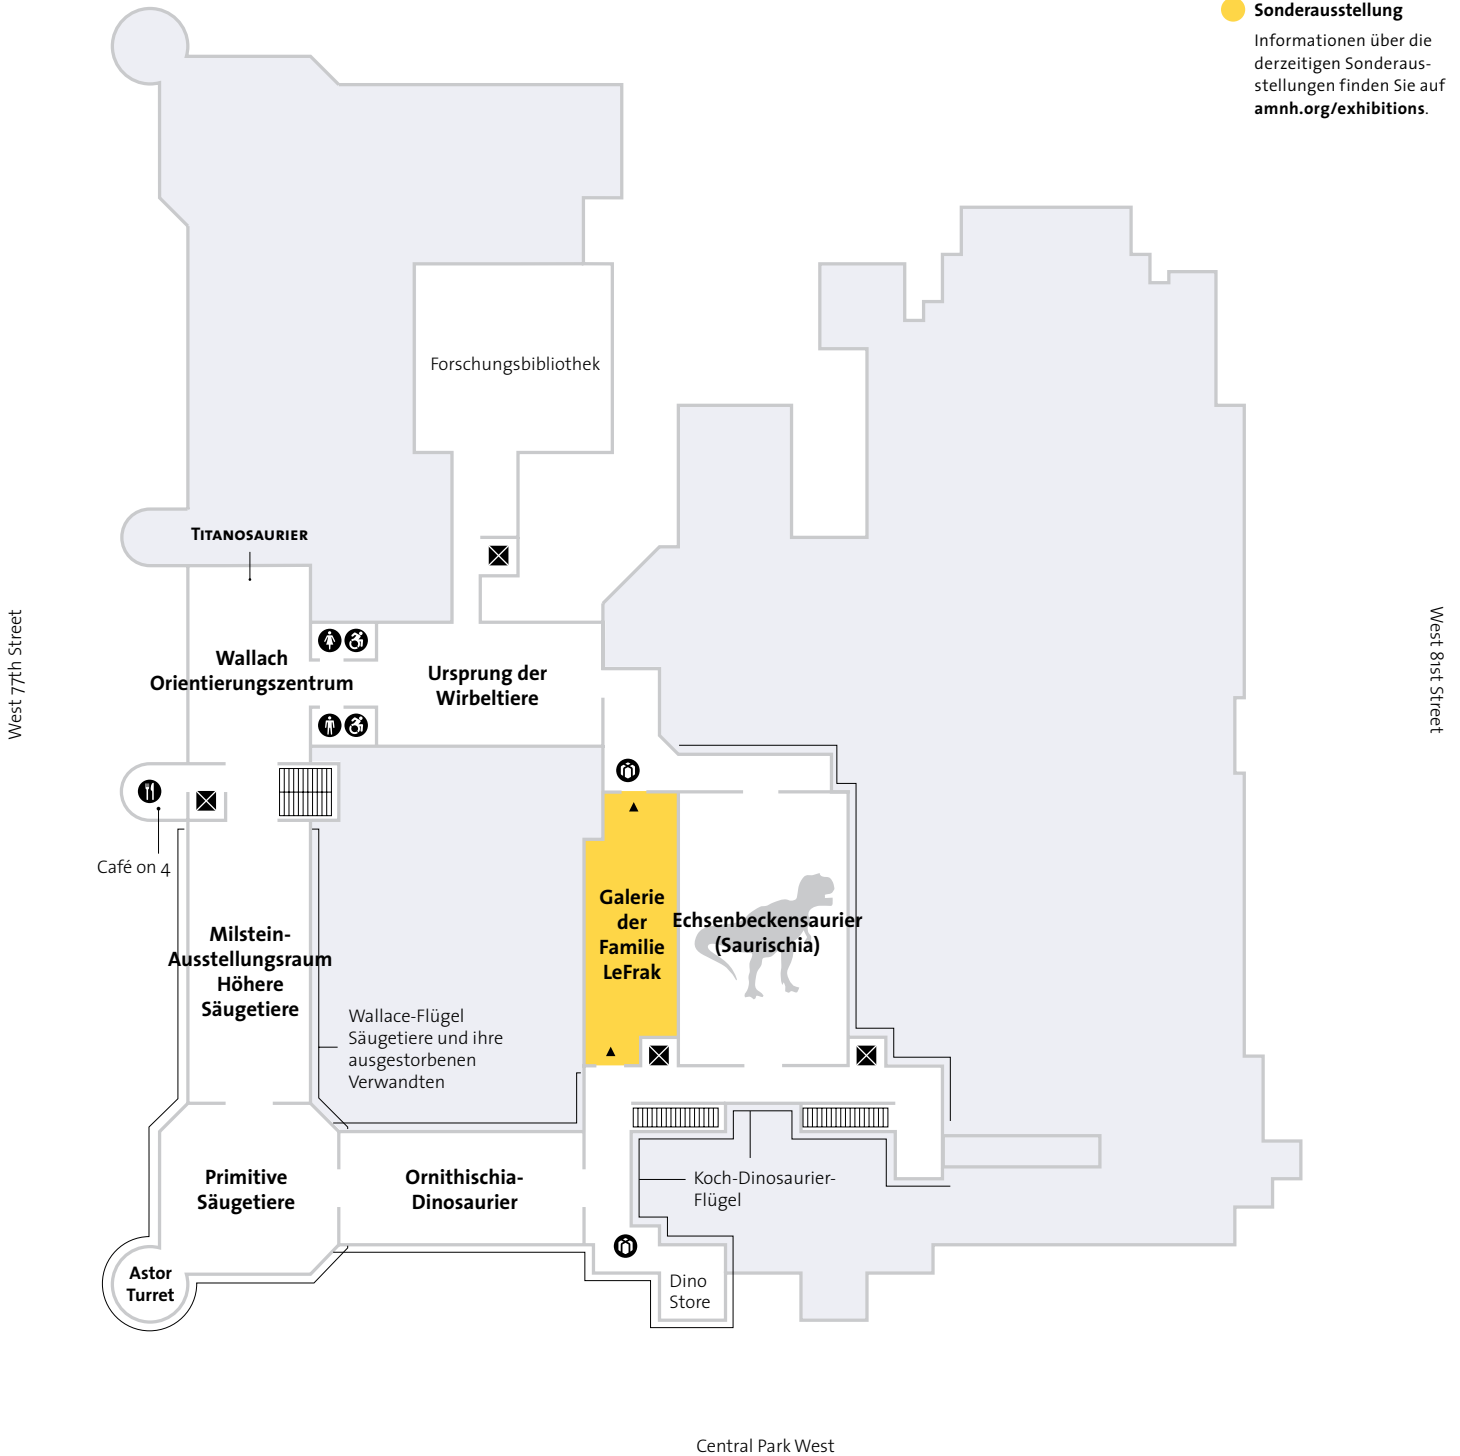 Sonderausstellung
Informationen über die
derzeitigen Sonderaus-
stellungen finden Sie auf
amnh.org/exhibitions.
Forschungsbibliothek
TITANOSAURIER
Wallach
Orientierungszentrum
Ursprung der
Wirbeltiere
West 77th Street
West 81st Street
Café on 4
Galerie
der
Familie
LeFrak
Echsenbeckensaurier
(Saurischia)
Milstein-
Ausstellungsraum
Höhere
Säugetiere
Wallace-Flügel
Säugetiere und ihre
ausgestorbenen
Verwandten
Primitive
Säugetiere
Ornithischia-
Dinosaurier
Koch-Dinosaurier-
Flügel
Astor
Turret
Dino
Store
Central Park West